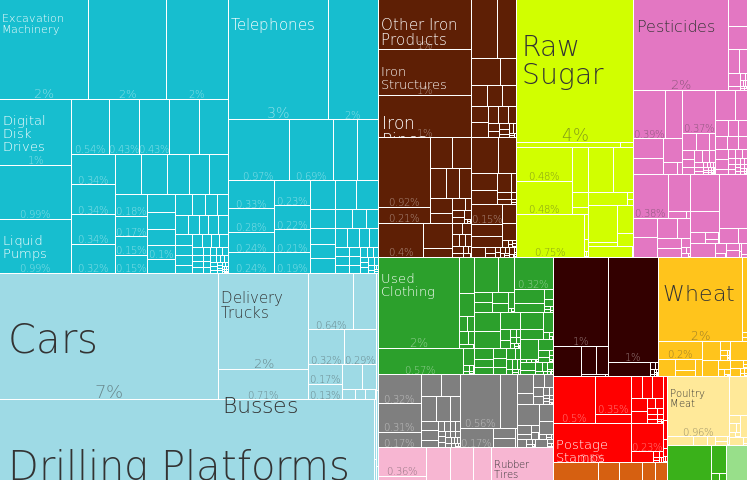 Excavation
Machinery
2%
2%
2%
Telephones
3%
2%
Digital
Disk
Drives
1%
0.54%
0.43%
0.43%
0.34%
0.99%
0.34%
0.18%
0.17%
Liquid
Pumps
0.99%
0.34%
0.32%
0.15%
0.15%
0.1%
0.97%
0.69%
0.33%
0.23%
0.28%
0.22%
0.24%
0.21%
0.24%
0.19%
Other Iron
Products
1%
Iron
Structures
1%
Iron
1%
0.92%
0.21%
0.15%
0.4%
Raw
Sugar
4%
0.48%
0.48%
0.75%
Pesticides
2%
0.39%
0.37%
0.38%
Cars
7%
Delivery
Trucks
2%
0.71%
0.64%
0.32%
0.29%
0.17%
0.13%
Busses
Drilling Platforms
Used
Clothing
2%
0.57%
0.32%
1%
1%
Wheat
2%
0.2%
0.32%
0.31%
0.17%
0.56%
0.17%
0.36%
Rubber
Tires
0.5%
0.35%
Postage
Stamps
0.23%
Poultry
Meat
0.96%